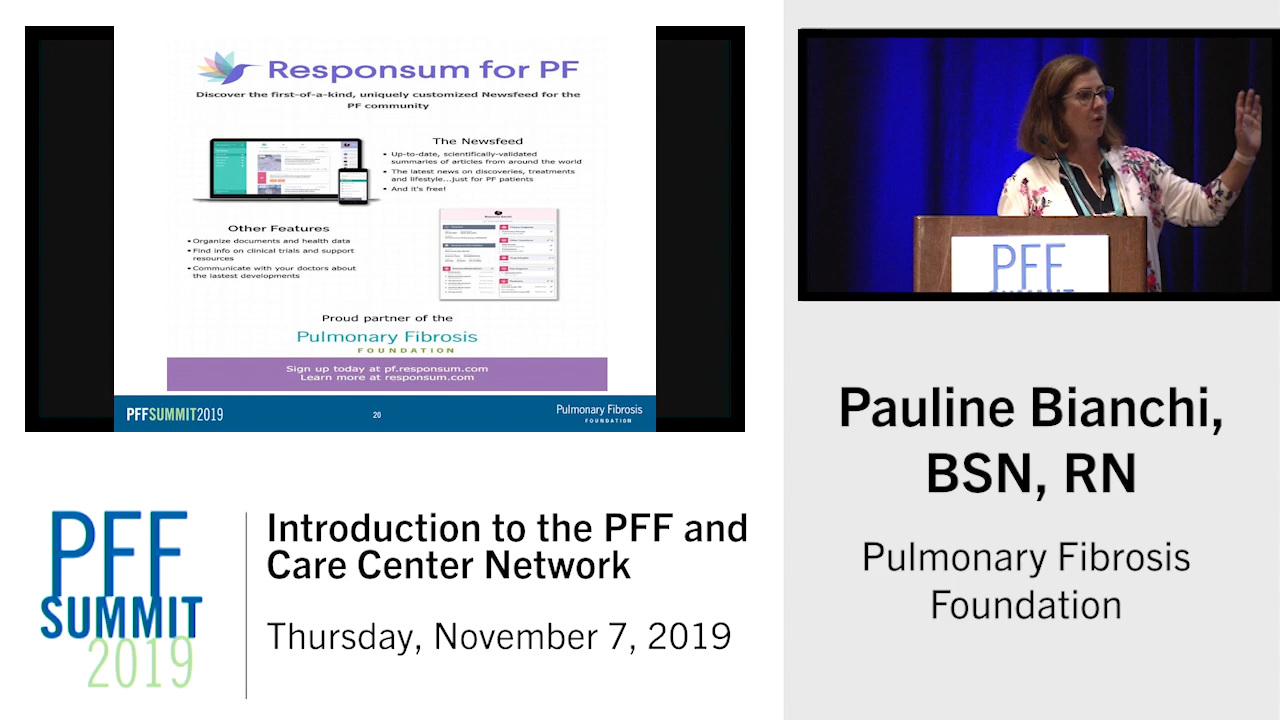 Responsum for PF
Discover the first-of-a-kind, uniquely customized Newsfeed for the
PF community
The Newsfeed
• Up-to-date, scientifically-validated
summaries of articles from around the world
• The latest news on discoveries, treatments
and lifestyle...just for PF patients
• And it's free!
Other Features
• Organize documents and health data
• Find info on clinical trials and support
resources
• Communicate with your doctors about
the lastest developments
Proud partner of the
Pulmonary Fibrosis
FOUNDATION
Sign up today at pf.responsum.com
Learn more at responsum.com
PFFSUMMIT2019
20
Pulmonary Fibrosis
FOUNDATION
PFF
SUMMIT
Pauline Bianchi,
BSN, RN
Pulmonary Fibrosis
Foundation
PFF
SUMMIT
2019
Introduction to the PFF and
Care Center Network
Thursday, November 7, 2019